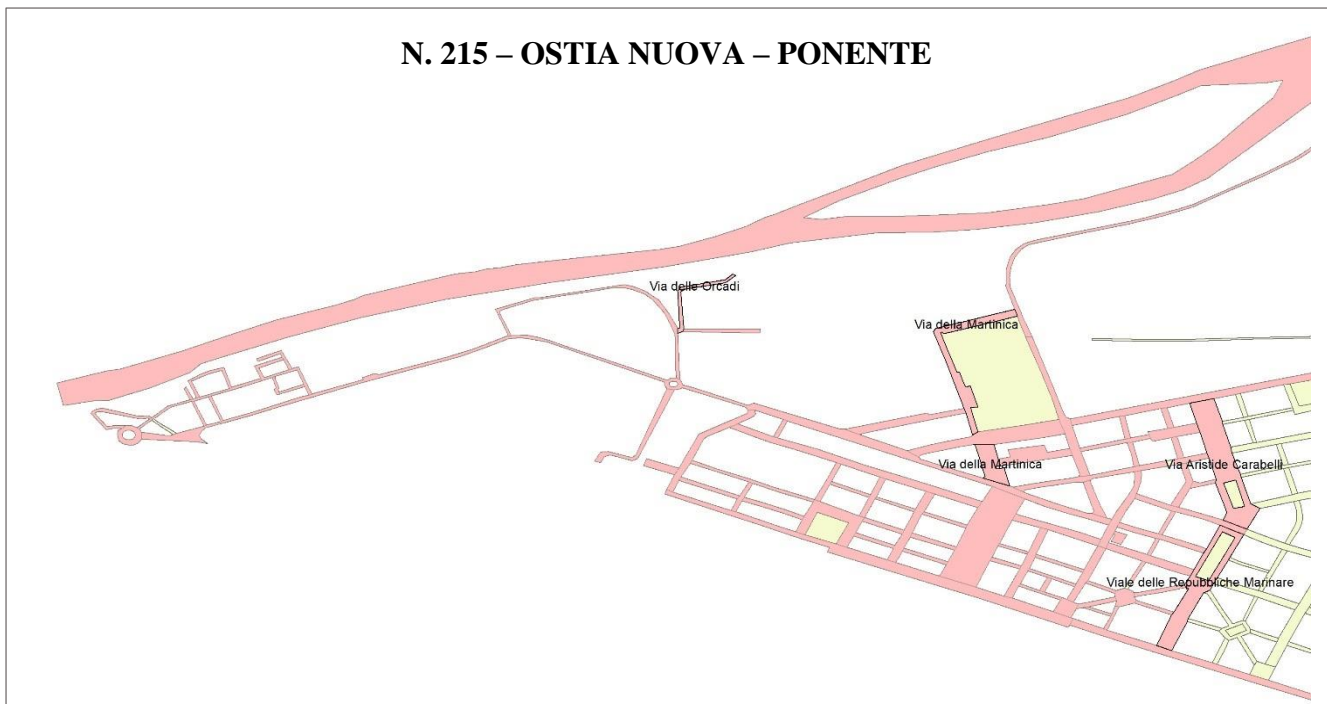 N. 215 – OSTIA NUOVA – PONENTE
Via delle Orcadi
Via della Martinica
Via della Martinica
Via Aristide Carabelli
Viale delle Repubbliche Marinare